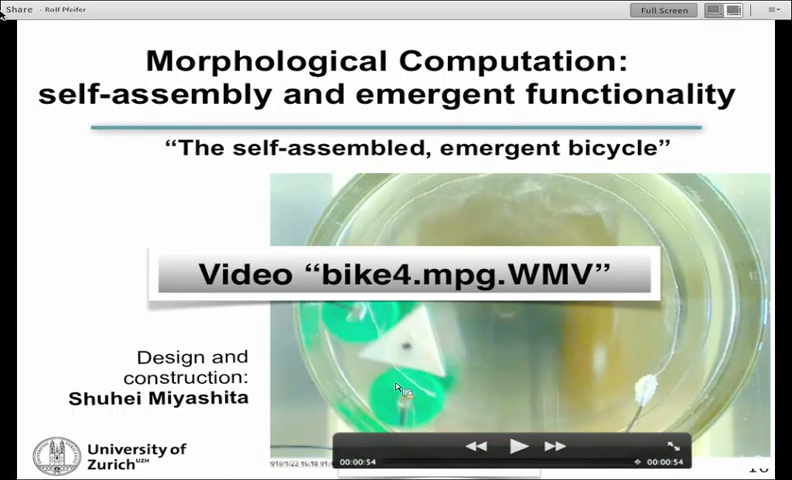 Share - Rolf Pfeifer
Full Screen
Morphological Computation:
self-assembly and emergent functionality
“The self-assembled, emergent bicycle”
Video “bike4.mpg.WMV”
Design and
construction:
Shuhei Miyashita
University of
Zurich UZH
00:00:54
00:00:54